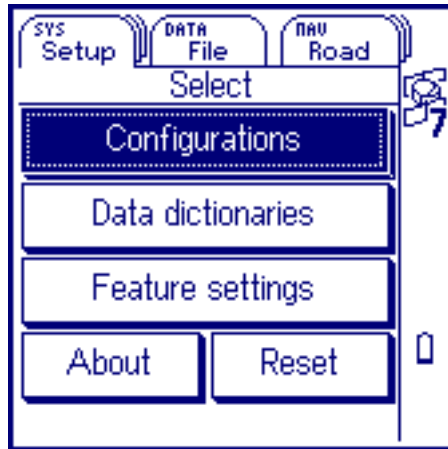 SYS DATA NAV
Setup File Road
Select
Configurations
7
Data dictionaries
Feature settings
About Reset